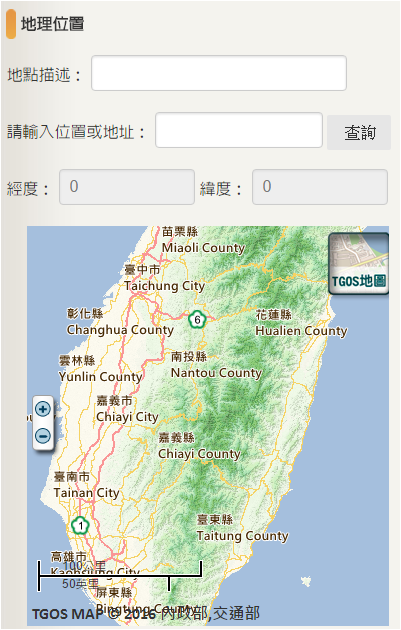 地理位置
地點描述：
請輸入位置或地址： 查詢
經度： 0 緯度： 0
苗栗縣
Miaoli County
TGOS地圖
臺中市
Taichung City
彰化縣
Changhua County
6
花蓮縣
Hualien County
雲林縣
Yunlin County
南投縣
Nantou County
嘉義市
Chiayi City
嘉義縣
Chiayi County
臺南市
Tainan City
臺東縣
Taitung County
1
高雄市
Kaohsiung City
100公里
50英里
屏東縣
Pingtung County
TGOS MAP © 2016 內政部,交通部